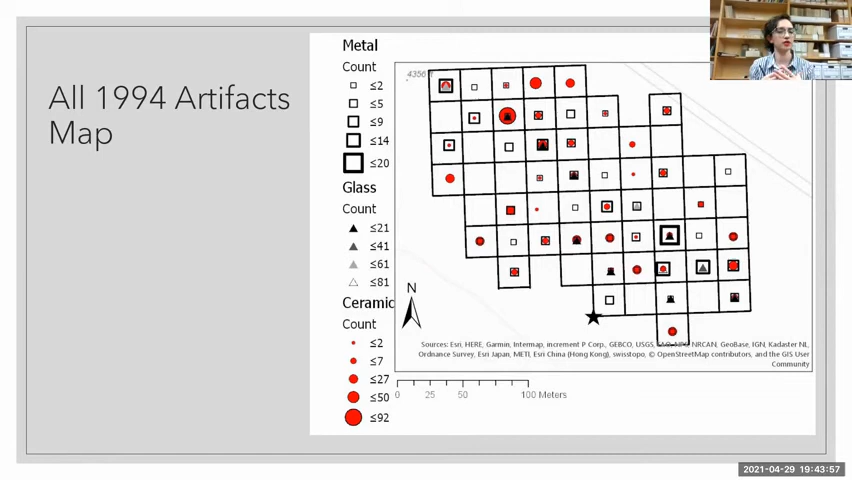 All 1994 Artifacts
Map
Metal
Count
≤2
≤5
≤9
≤14
≤20
Glass
Count
≤21
≤41
≤61
≤81
Ceramic
Count
≤2
≤7
≤27
≤50
≤92
N
Sources: Esri, HERE, Garmin, Intermap, increment P Corp., GEBCO, USGS, FAO, NPS, NRCAN, GeoBase, IGN, Kadaster NL,
Ordnance Survey, Esri Japan, METI, Esri China (Hong Kong), swisstopo, © OpenStreetMap contributors, and the GIS User
Community
0 25 50 100 Meters
2021-04-29 19:43:57